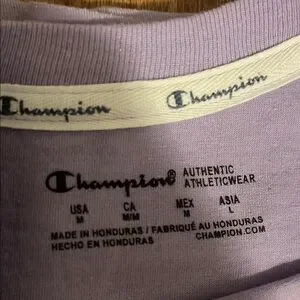 Champion Champion
Champion® AUTHENTIC ATHLETICWEAR
USA CA MEX ASIA
M M/M M L
MADE IN HONDURAS / FABRIQUÉ AU HONDURAS
HECHO EN HONDURAS CHAMPION.COM